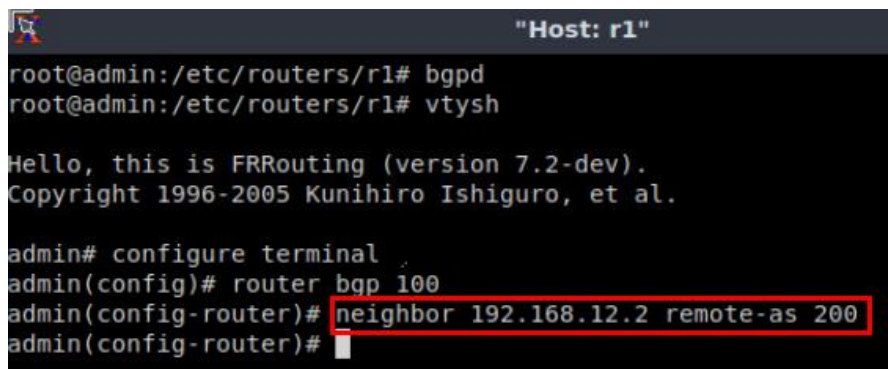 "Host: r1"
root@admin:/etc/routers/r1# bgpd
root@admin:/etc/routers/r1# vtysh
Hello, this is FRRouting (version 7.2-dev).
Copyright 1996-2005 Kunihiro Ishiguro, et al.
admin# configure terminal
admin(config)# router bgp 100
admin(config-router)# neighbor 192.168.12.2 remote-as 200
admin(config-router)#